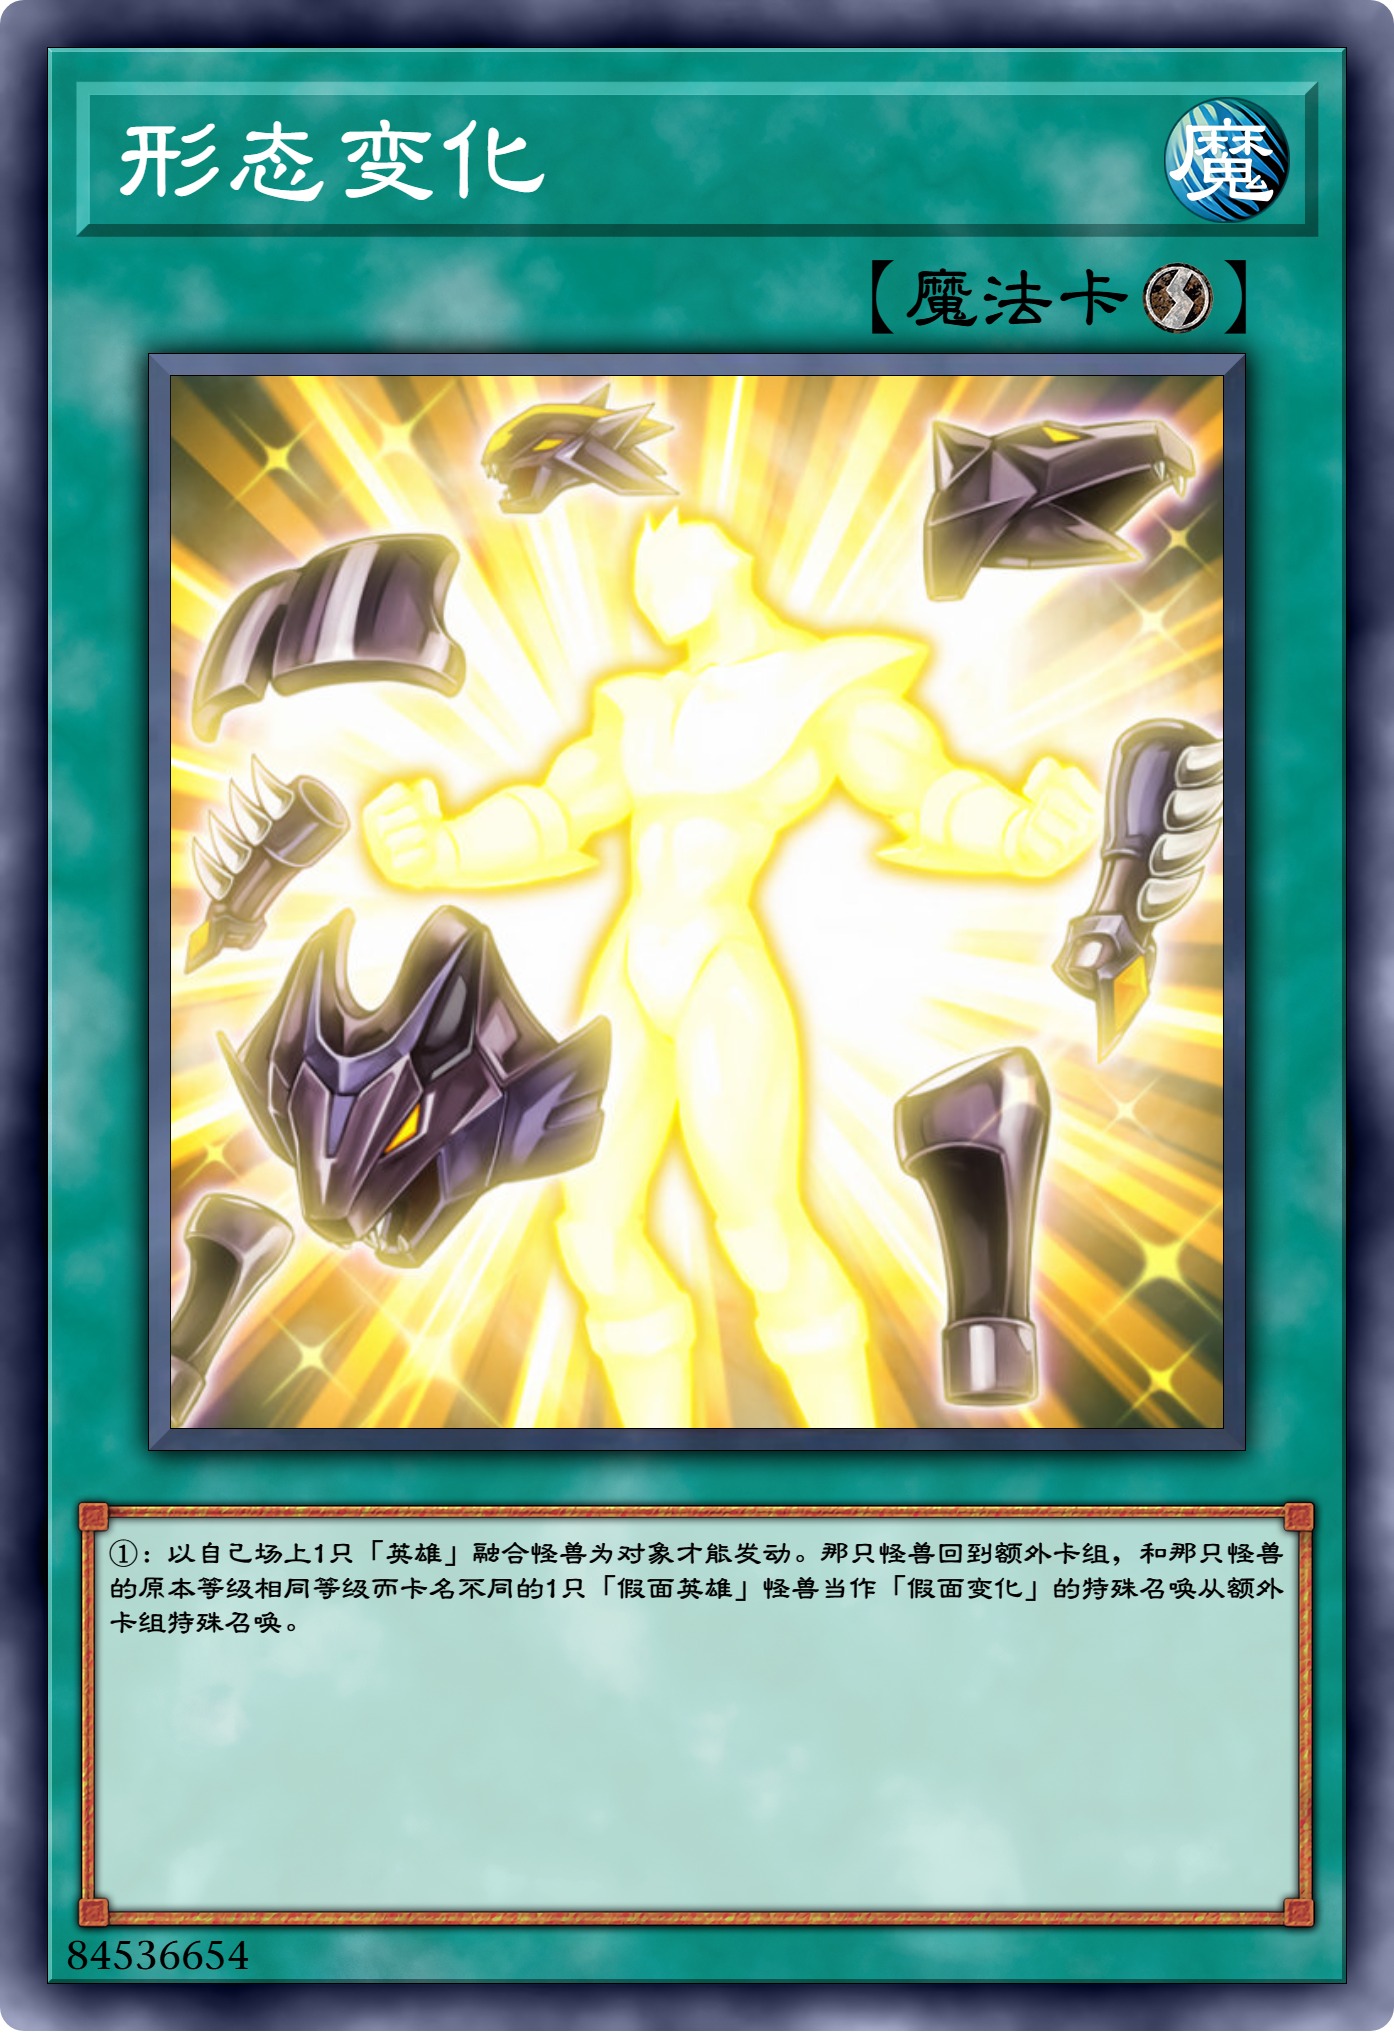 形态变化
魔
【魔法卡】
①：以自己场上1只「英雄」融合怪兽为对象才能发动。那只怪兽回到额外卡组，和那只怪兽
的原本等级相同等级而卡名不同的1只「假面英雄」怪兽当作「假面变化」的特殊召唤从额外
卡组特殊召唤。
84536654